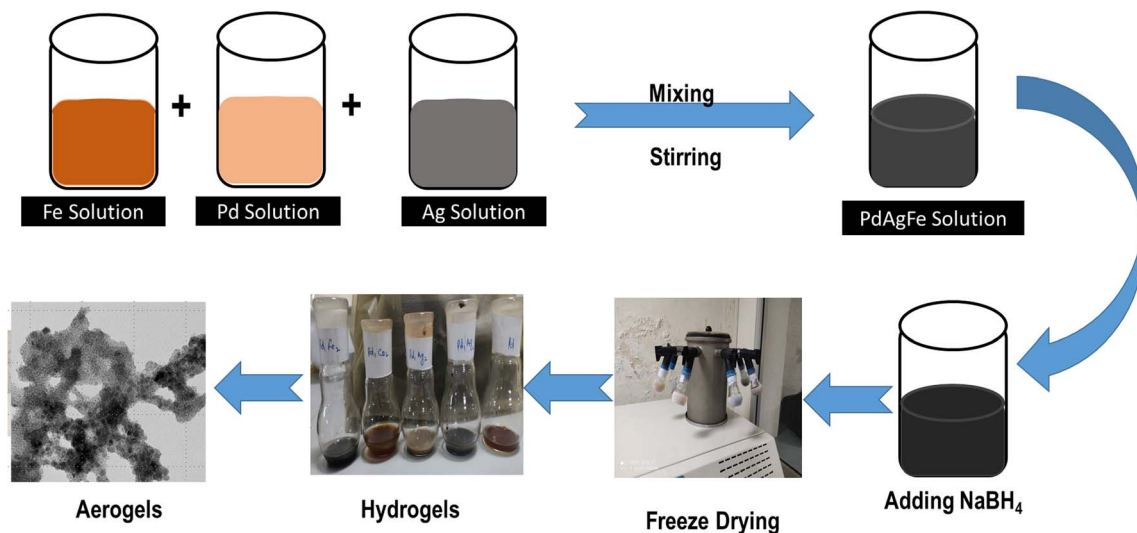 +
+
Mixing
Stirring
Fe Solution
Pd Solution
Ag Solution
PdAgFe Solution
Aerogels
Hydrogels
Freeze Drying
Adding NaBH₄